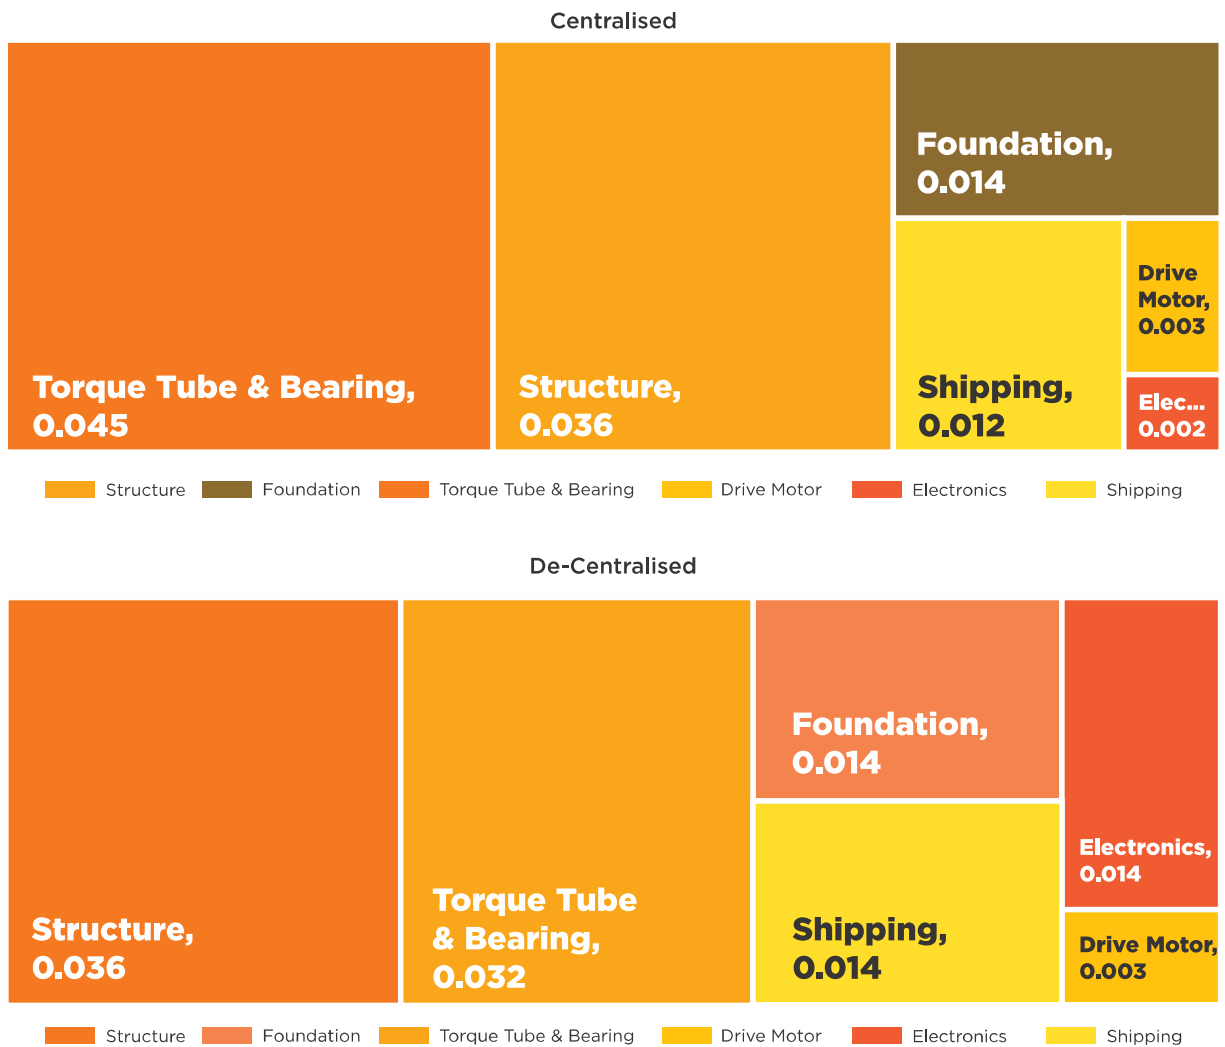 Centralised
Torque Tube & Bearing,
0.045
Structure,
0.036
Foundation,
0.014
Shipping,
0.012
Drive
Motor,
0.003
Elec...
0.002
Structure
Foundation
Torque Tube & Bearing
Drive Motor
Electronics
Shipping
De-Centralised
Structure,
0.036
Torque Tube
& Bearing,
0.032
Foundation,
0.014
Shipping,
0.014
Electronics,
0.014
Drive Motor,
0.003
Structure
Foundation
Torque Tube & Bearing
Drive Motor
Electronics
Shipping